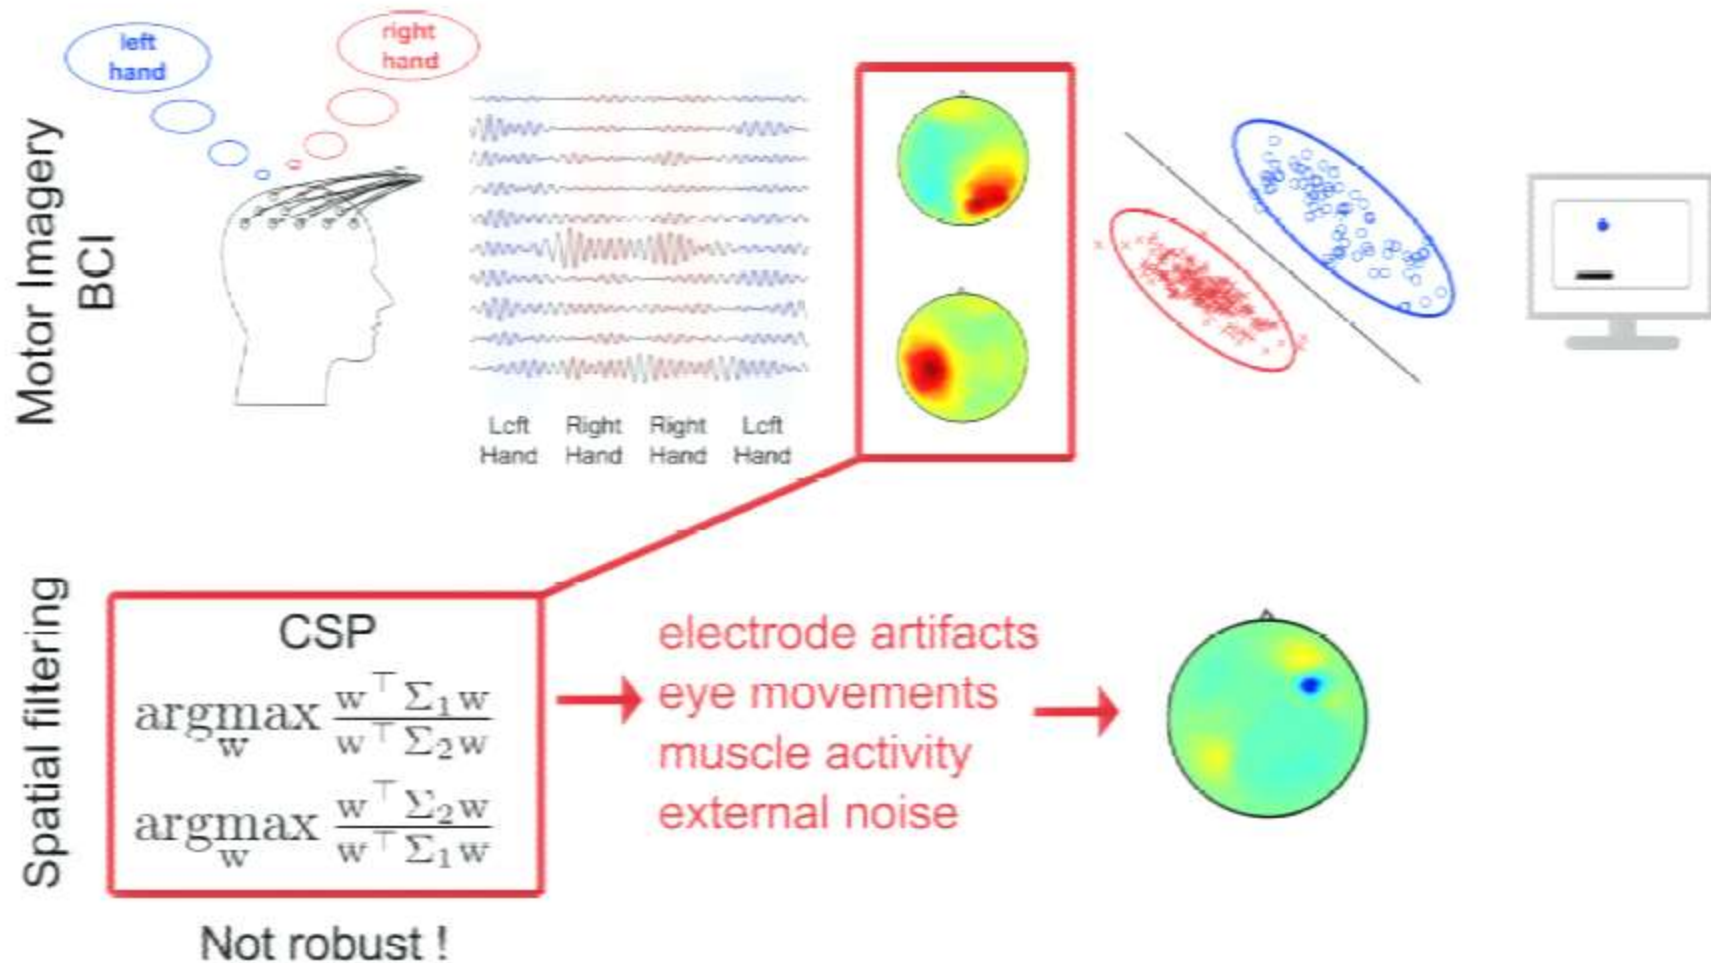 left
hand
right
hand
Motor Imagery
BCI
Left Right Right Left
Hand Hand Hand Hand
Spatial filtering
CSP
argmax_w w^⊤ Σ_1 w / w^⊤ Σ_2 w
argmax_w w^⊤ Σ_2 w / w^⊤ Σ_1 w
Not robust !
electrode artifacts
eye movements
muscle activity
external noise